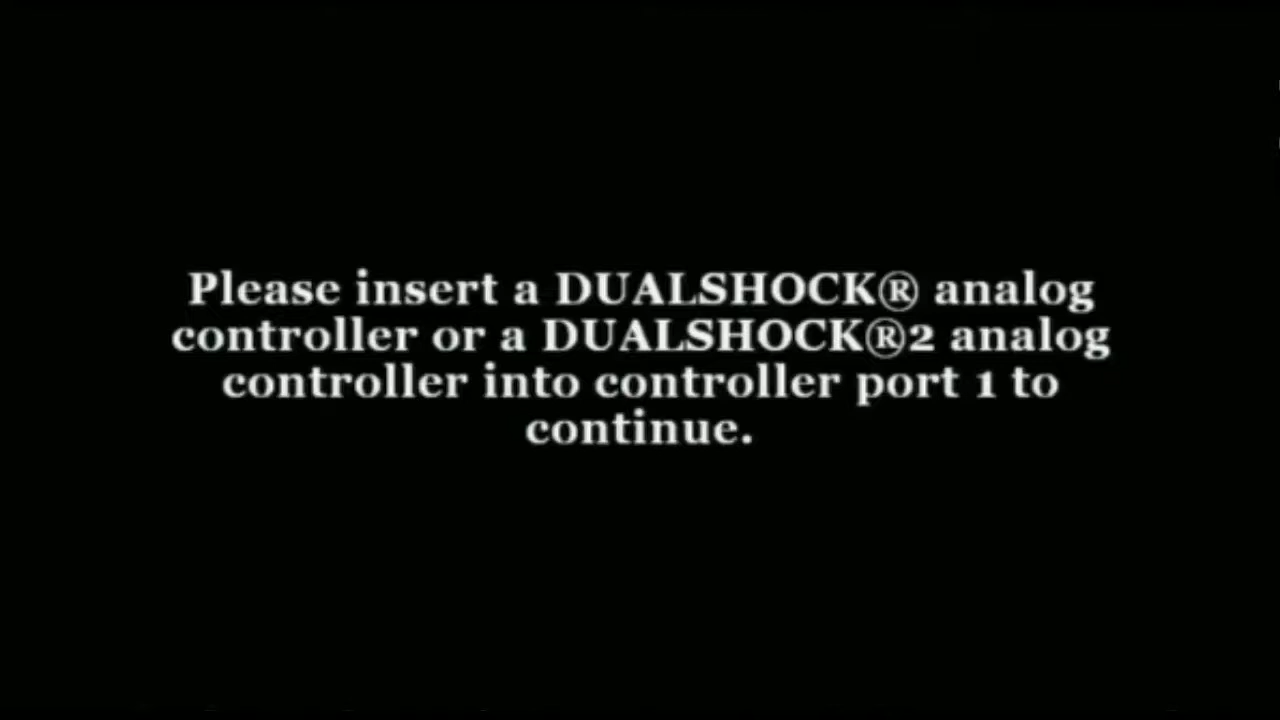 Please insert a DUALSHOCK® analog
controller or a DUALSHOCK®2 analog
controller into controller port 1 to
continue.